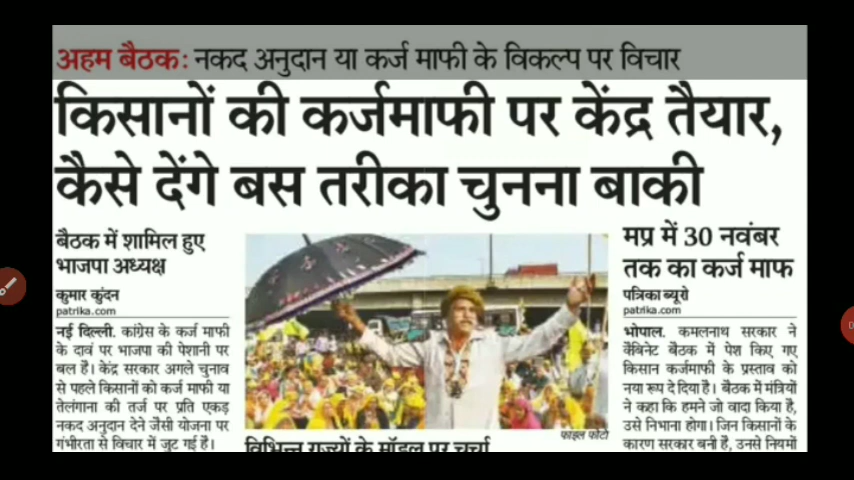 अहम बैठक: नकद अनुदान या कर्ज माफी के विकल्प पर विचार
किसानों की कर्जमाफी पर केंद्र तैयार,
कैसे देंगे बस तरीका चुनना बाकी
बैठक में शामिल हुए
भाजपा अध्यक्ष
कुमार कुंदन
patrika.com
नई दिल्ली. कांग्रेस के कर्ज माफी
के दावं पर भाजपा की पेशानी पर
बल है। केंद्र सरकार अगले चुनाव
से पहले किसानों को कर्ज माफी या
तेलंगाना की तर्ज पर प्रति एकड़
नकद अनुदान देने जैसी योजना पर
गंभीरता से विचार में जुट गई है।
फाइल फोटो
विभिन्न राज्यों के मॉडल पर चर्चा
मप्र में 30 नवंबर
तक का कर्ज माफ
पत्रिका ब्यूरो
patrika.com
भोपाल. कमलनाथ सरकार ने
कैबिनेट बैठक में पेश किए गए
किसान कर्जमाफी के प्रस्ताव को
नया रूप दे दिया है। बैठक में मंत्रियों
ने कहा कि हमने जो वादा किया है,
उसे निभाना होगा। जिन किसानों के
कारण सरकार बनी है, उनसे नियमों